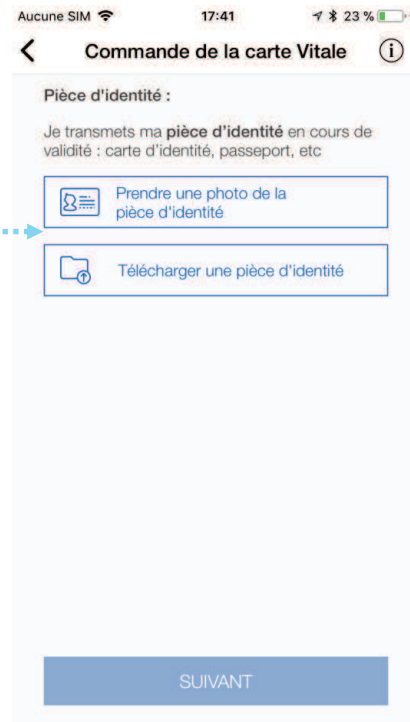 Aucune SIM 17:41 23 %
Commande de la carte Vitale i
Pièce d'identité :
Je transmets ma pièce d'identité en cours de
validité : carte d'identité, passeport, etc
Prendre une photo de la
pièce d'identité
Télécharger une pièce d'identité
SUIVANT